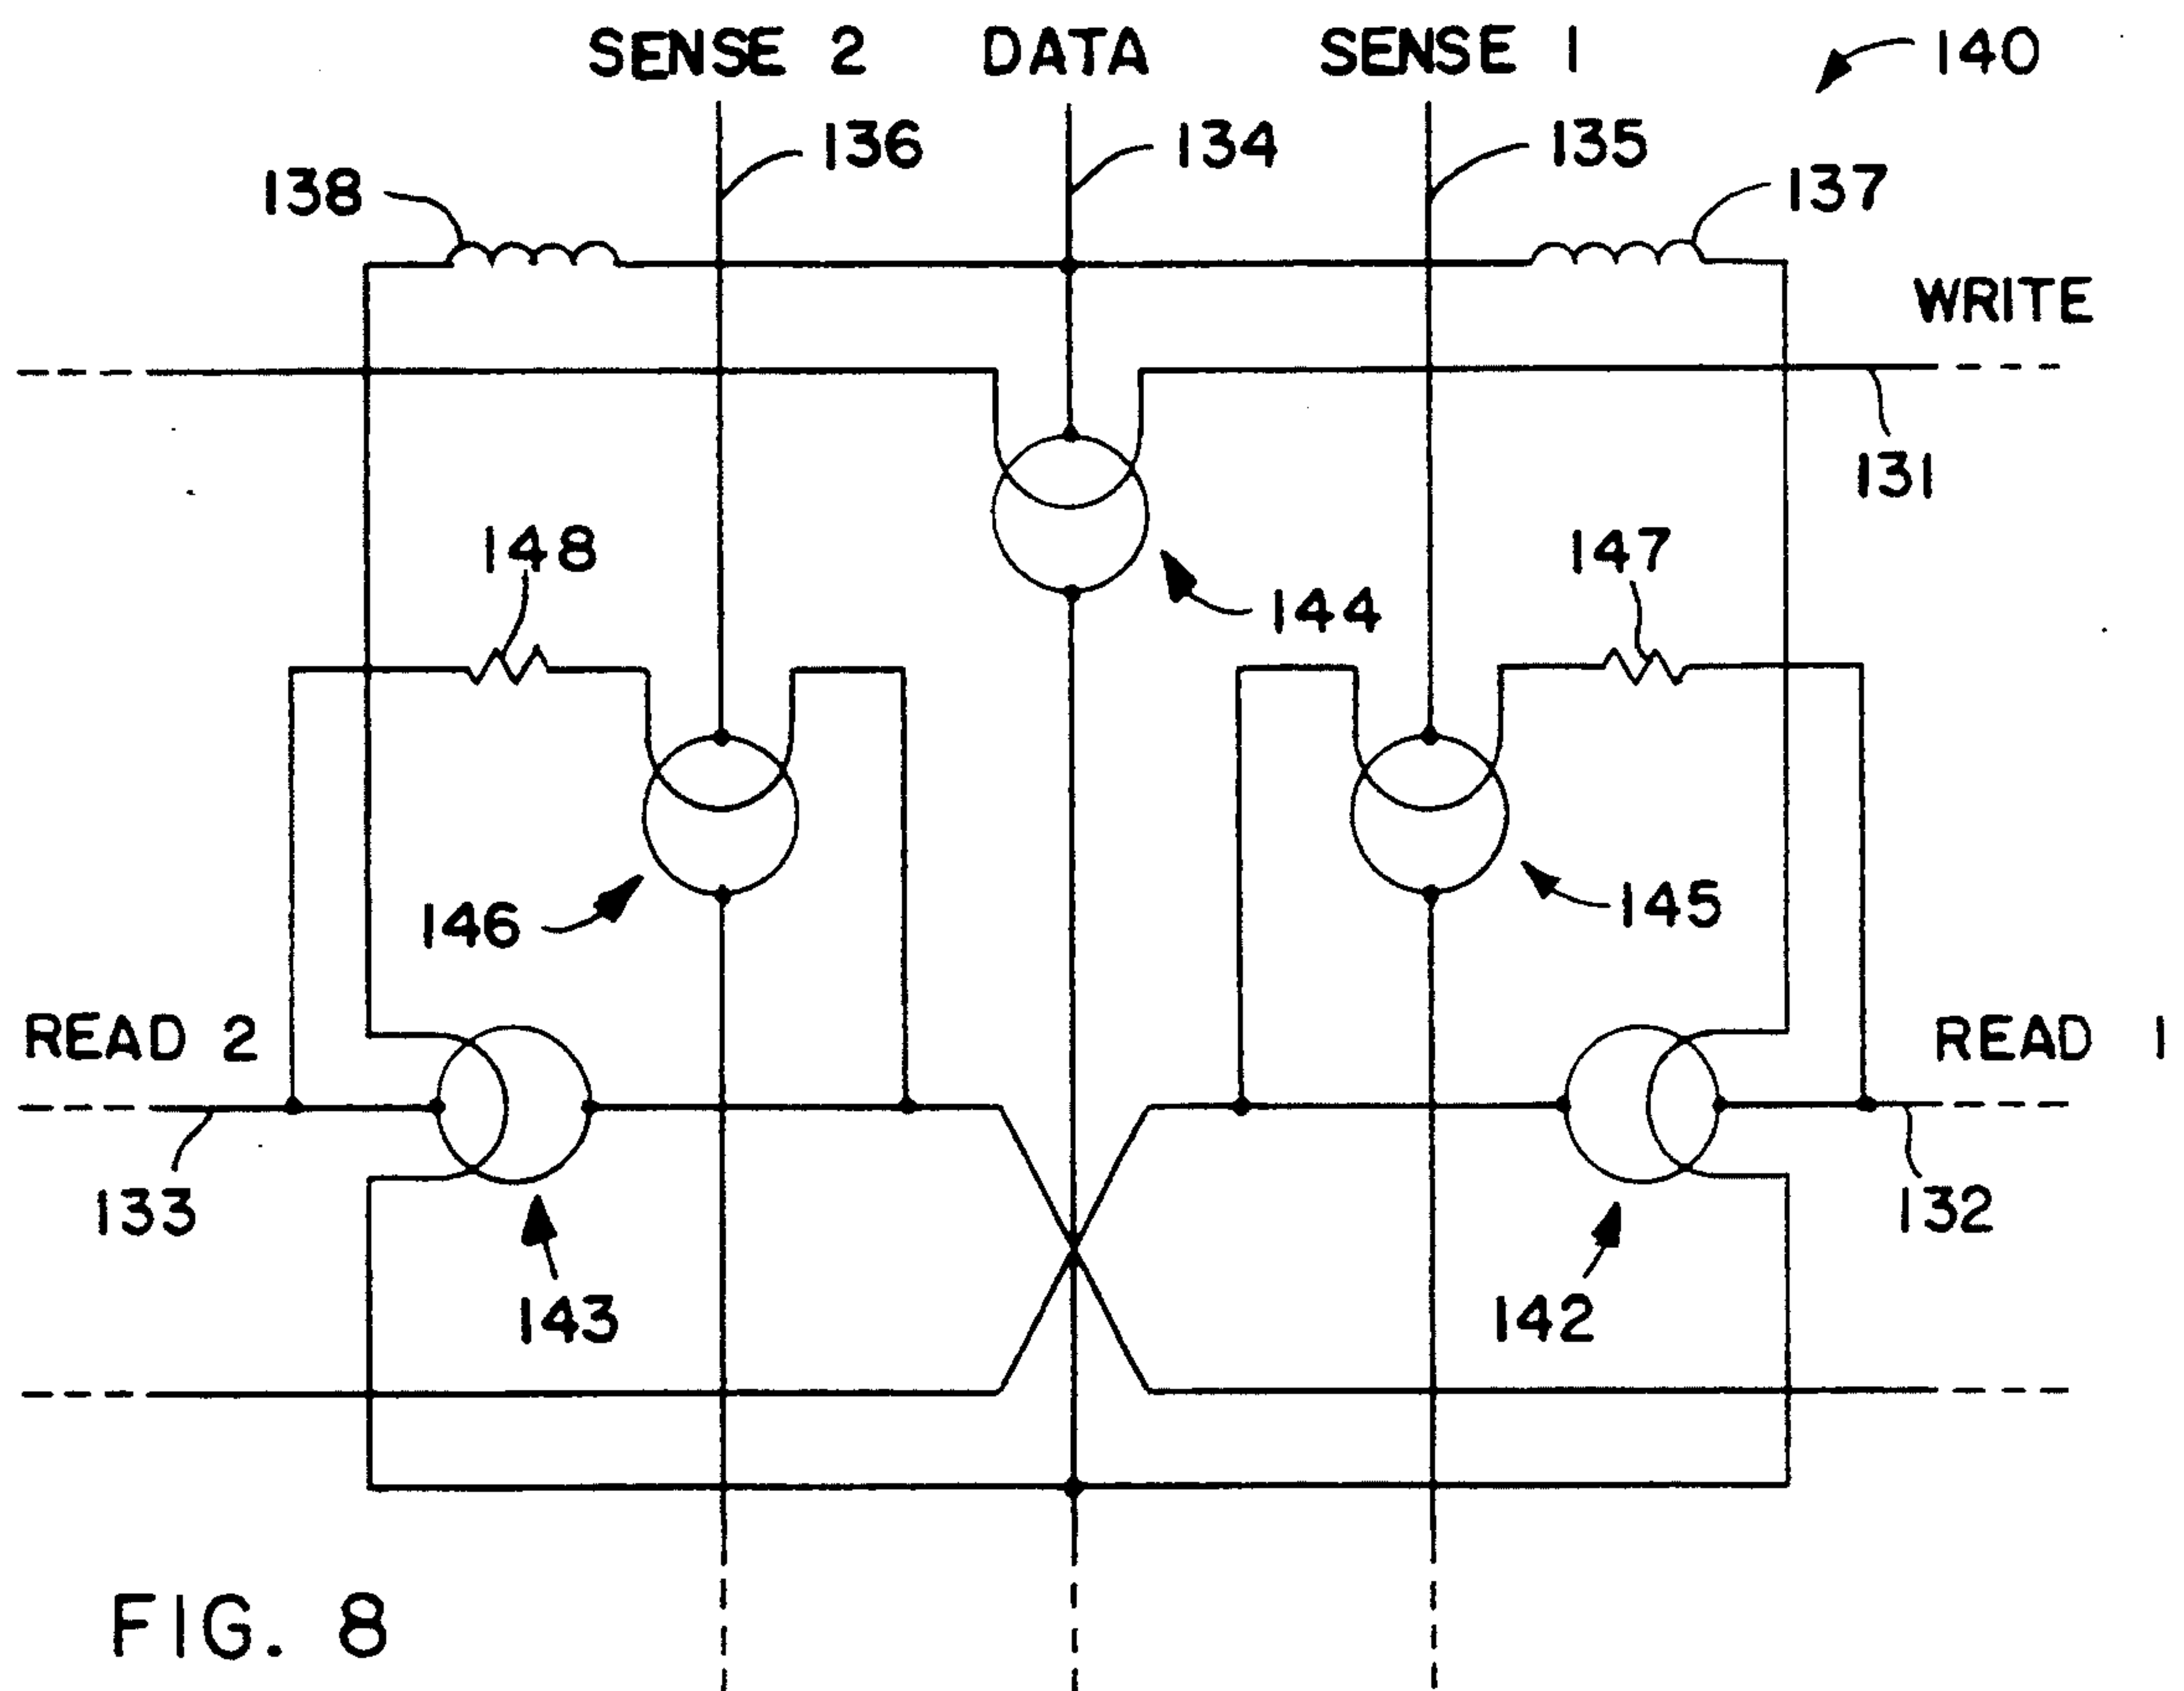 SENSE 2 DATA SENSE 1 140
136 134 135
138 137
WRITE
131
148 147
144
146 145
READ 2 READ 1
133 132
143 142
FIG. 8